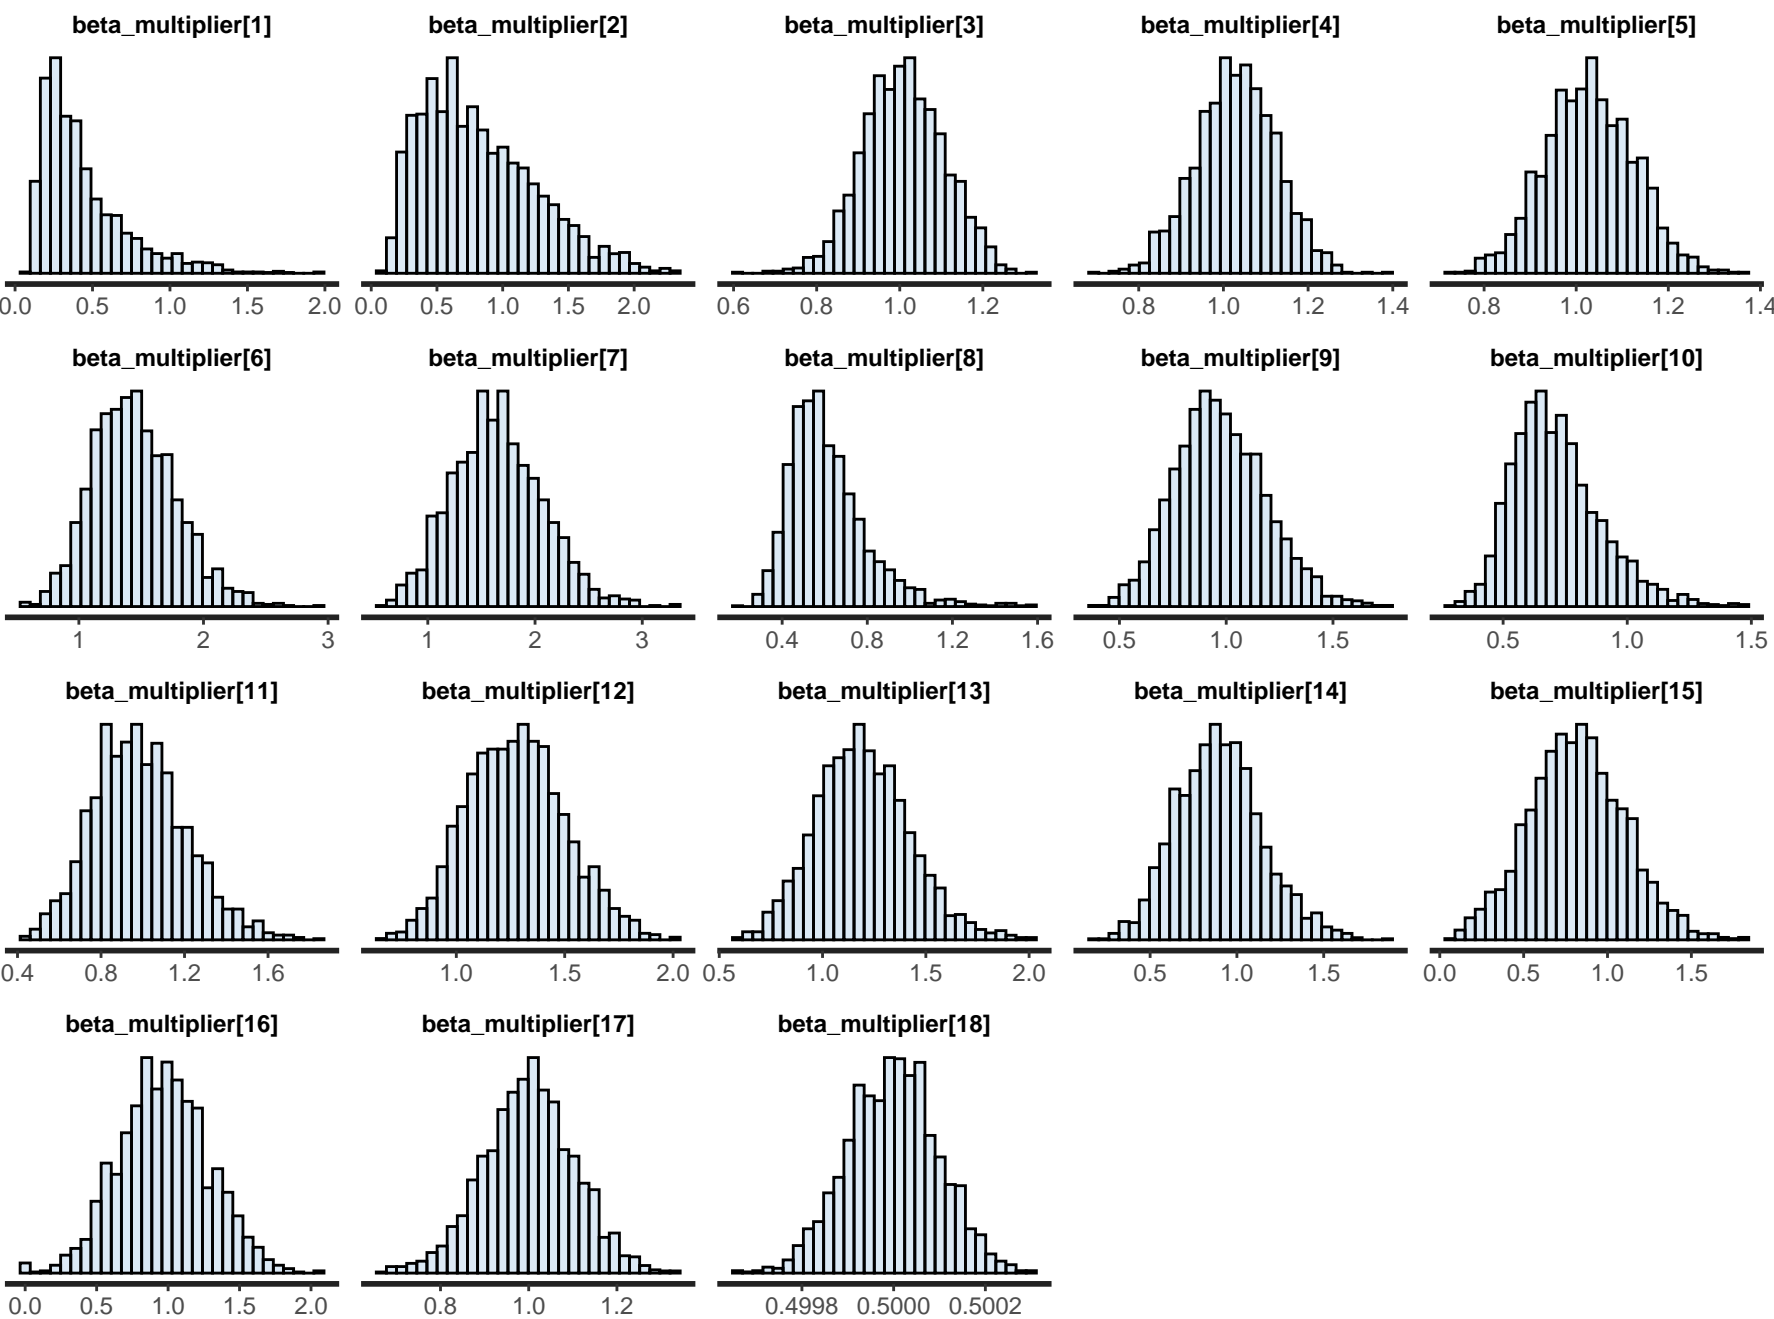 beta_multiplier[1] beta_multiplier[2] beta_multiplier[3] beta_multiplier[4] beta_multiplier[5]
0.0 0.5 1.0 1.5 2.0 0.0 0.5 1.0 1.5 2.0 0.6 0.8 1.0 1.2 0.8 1.0 1.2 1.4 0.8 1.0 1.2 1.4
beta_multiplier[6] beta_multiplier[7] beta_multiplier[8] beta_multiplier[9] beta_multiplier[10]
1 2 3 1 2 3 0.4 0.8 1.2 1.6 0.5 1.0 1.5 0.5 1.0 1.5
beta_multiplier[11] beta_multiplier[12] beta_multiplier[13] beta_multiplier[14] beta_multiplier[15]
0.4 0.8 1.2 1.6 1.0 1.5 2.0 0.5 1.0 1.5 2.0 0.5 1.0 1.5 0.0 0.5 1.0 1.5
beta_multiplier[16] beta_multiplier[17] beta_multiplier[18]
0.0 0.5 1.0 1.5 2.0 0.8 1.0 1.2 0.4998 0.5000 0.5002